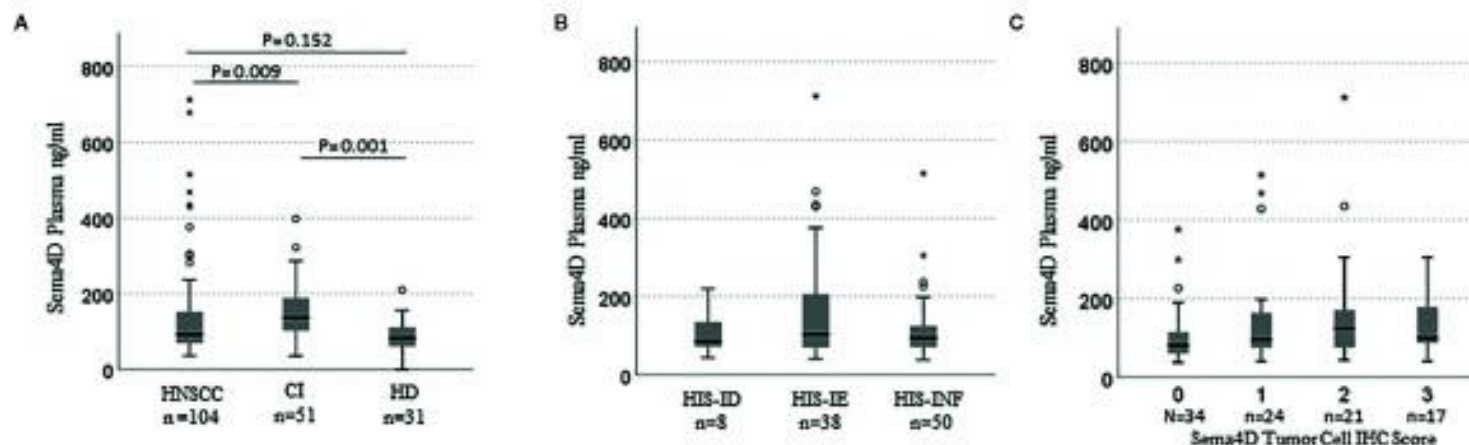 A
P=0.152
P=0.009
P=0.001
Sema4D Plasma ng/ml
800
600
400
200
0
HNSCC
n=104
CI
n=51
HD
n=31
B
Sema4D Plasma ng/ml
800
600
400
200
0
HIS-ID
n=8
HIS-IE
n=38
HIS-INF
n=50
C
Sema4D Plasma ng/ml
800
600
400
200
0
0 1 2 3
N=34 n=24 n=21 n=17
Sema4D Tumor Cell IHC Score